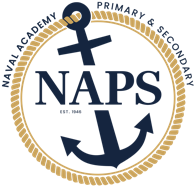 NAVAL ACADEMY PRIMARY & SECONDARY
NAPS
EST. 1946